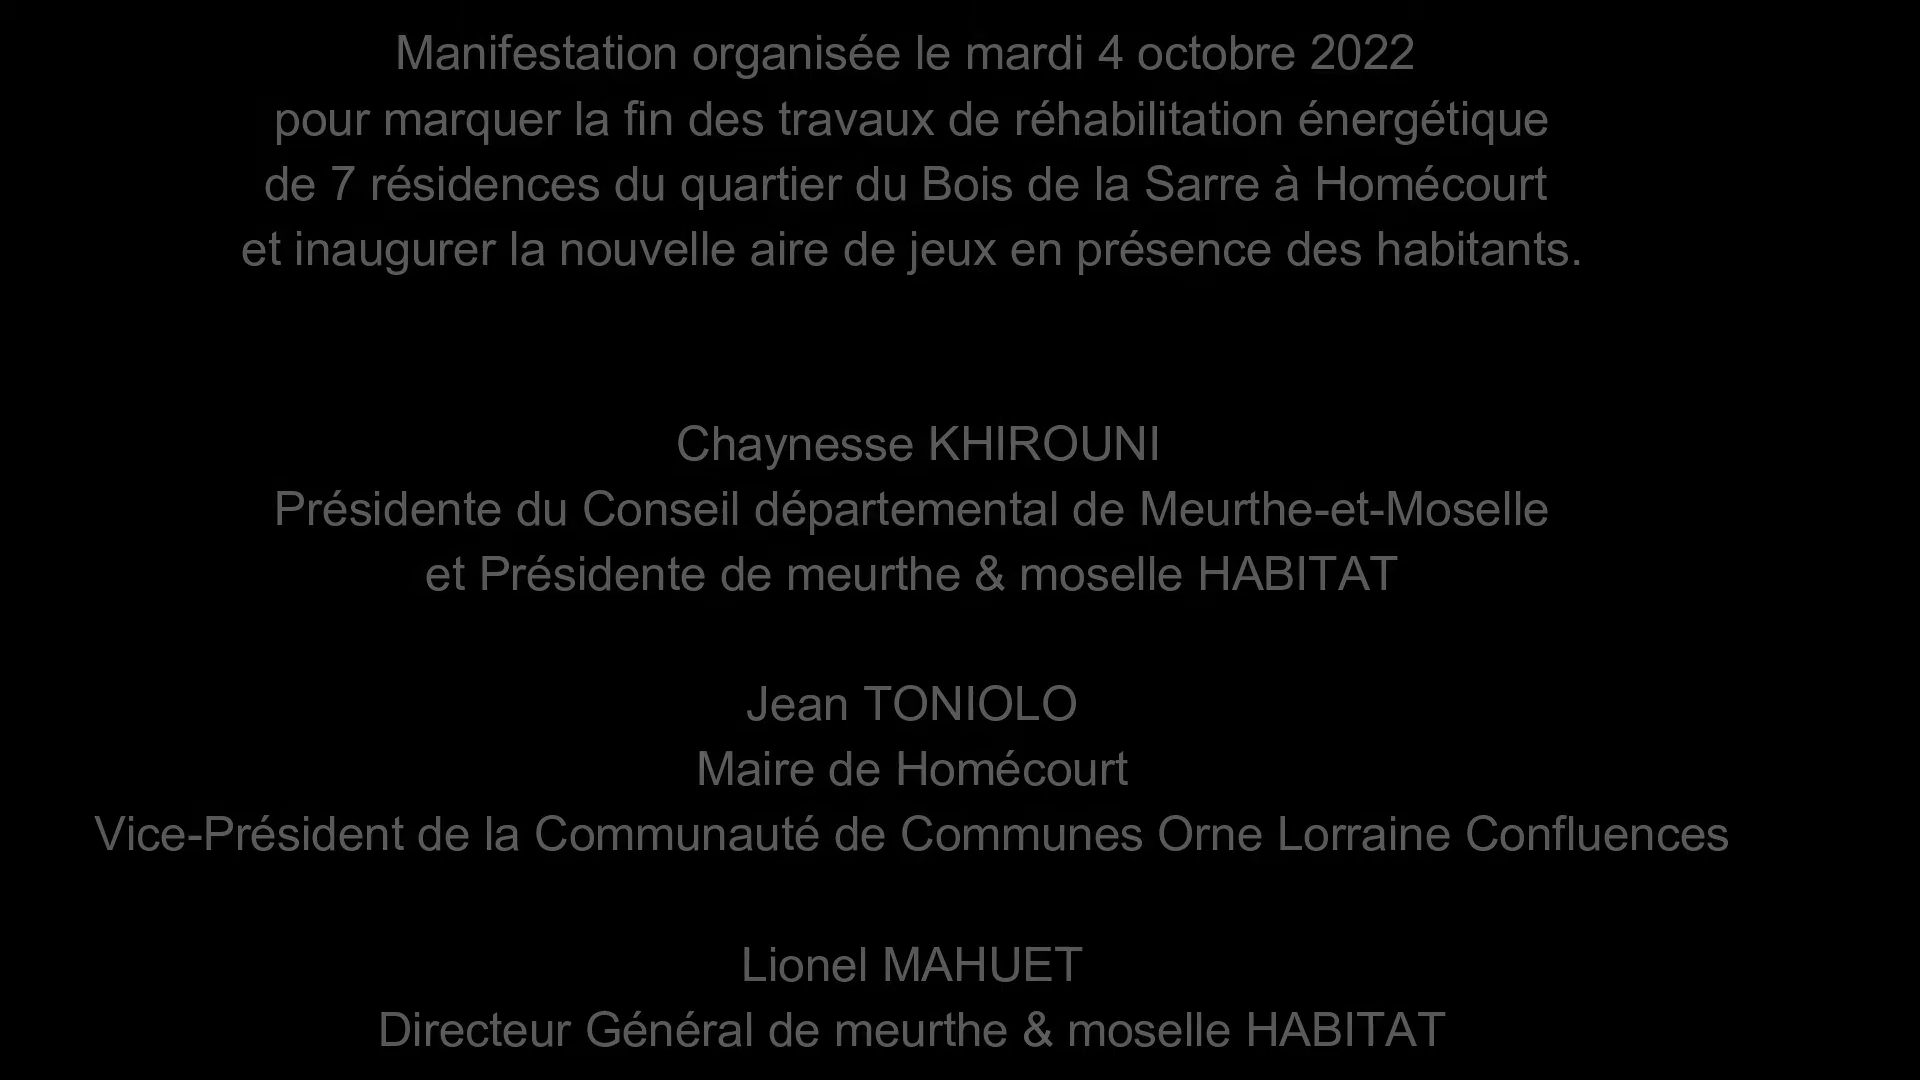 Manifestation organisée le mardi 4 octobre 2022
pour marquer la fin des travaux de réhabilitation énergétique
de 7 résidences du quartier du Bois de la Sarre à Homécourt
et inaugurer la nouvelle aire de jeux en présence des habitants.
Chaynesse KHIROUNI
Présidente du Conseil départemental de Meurthe-et-Moselle
et Présidente de meurthe & moselle HABITAT
Jean TONIOLO
Maire de Homécourt
Vice-Président de la Communauté de Communes Orne Lorraine Confluences
Lionel MAHUET
Directeur Général de meurthe & moselle HABITAT